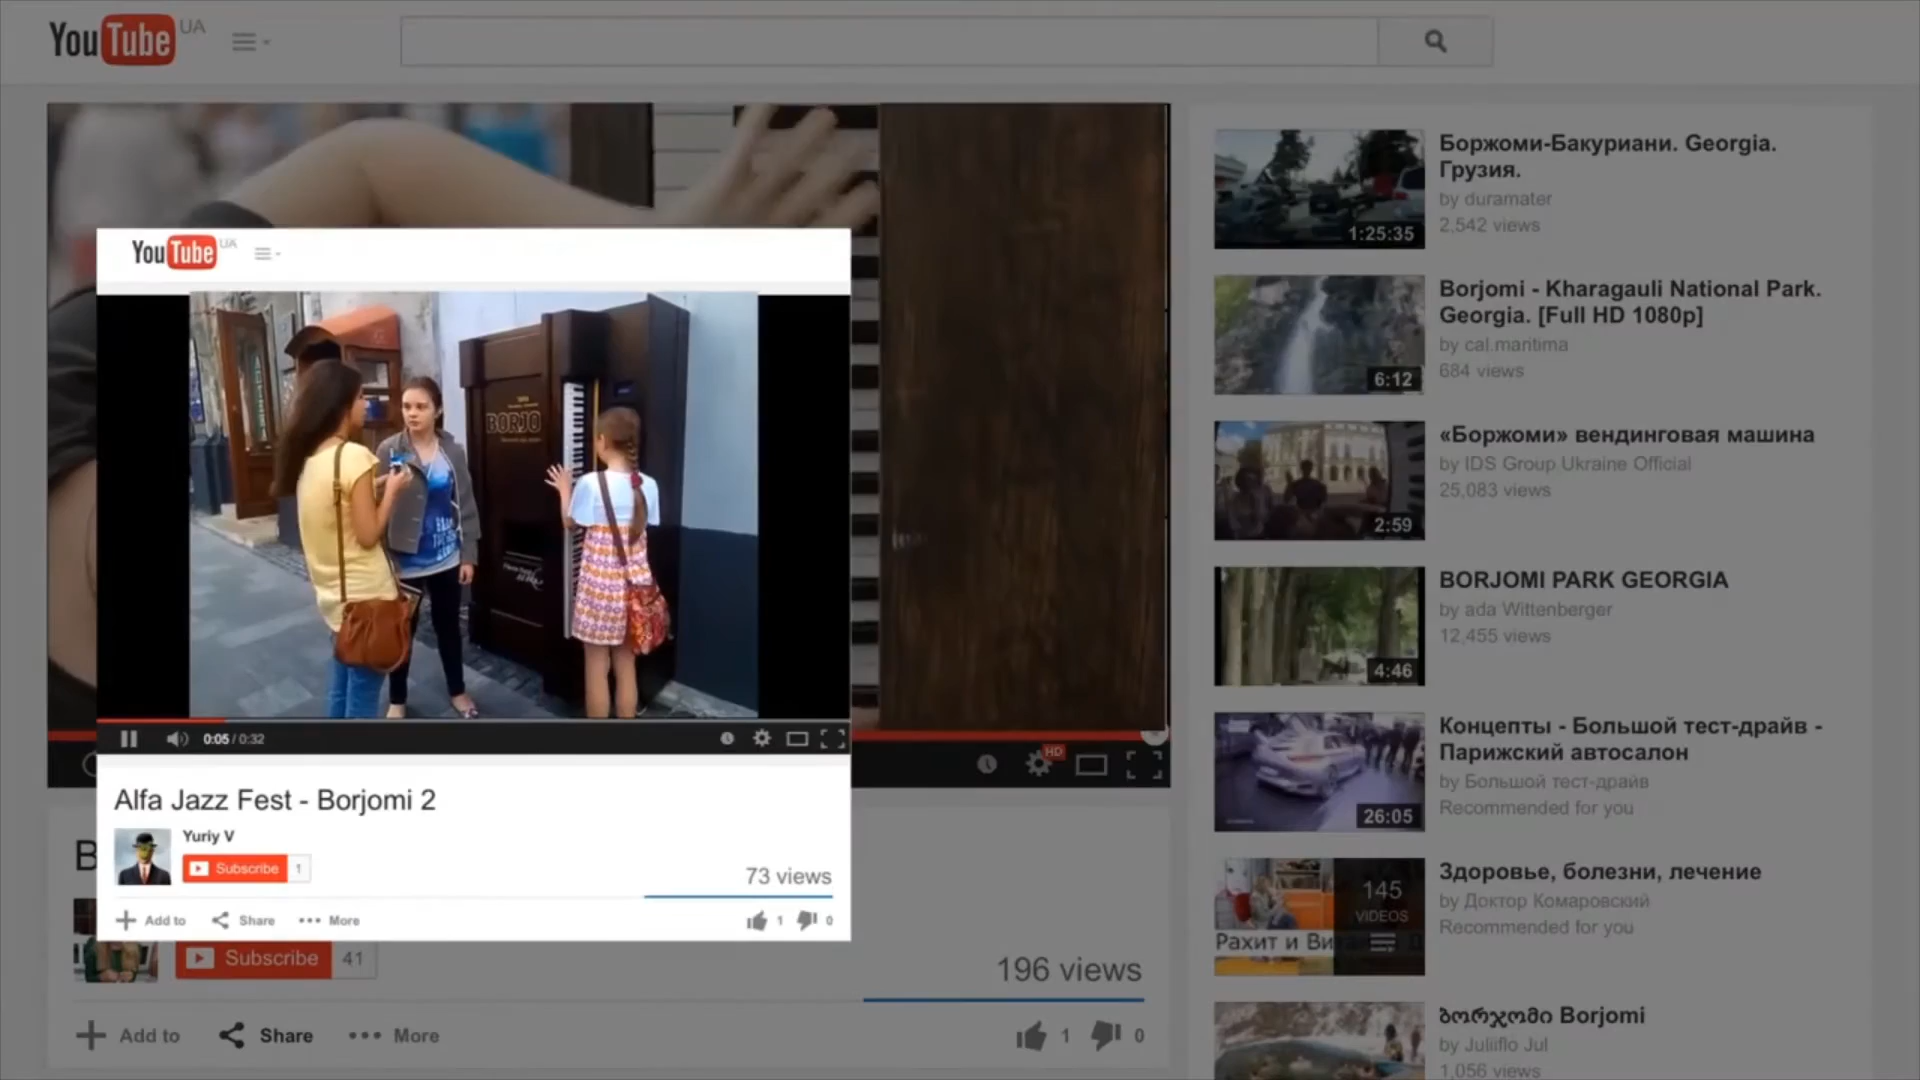 YouTube UA
YouTube UA
BORJO
0:05 / 0:32
HD
Alfa Jazz Fest - Borjomi 2
Yuriy V
Subscribe 1
73 views
Add to Share More 1 0
B
Subscribe 41
196 views
Add to Share More 1 0
Боржоми-Бакуриани. Georgia.
Грузия.
by duramater
2,542 views
1:25:35
Borjomi - Kharagauli National Park.
Georgia. [Full HD 1080p]
by cal.maritima
684 views
6:12
«Боржоми» вендинговая машина
by IDS Group Ukraine Official
25,083 views
2:59
BORJOMI PARK GEORGIA
by ada Wittenberger
12,455 views
4:46
Концепты - Большой тест-драйв -
Парижский автосалон
by Большой тест-драйв
Recommended for you
26:05
Здоровье, болезни, лечение
by Доктор Комаровский
Recommended for you
145
VIDEOS
Рахит и Ви
ბორჯომი Borjomi
by Juliiflo Jul
1,056 views